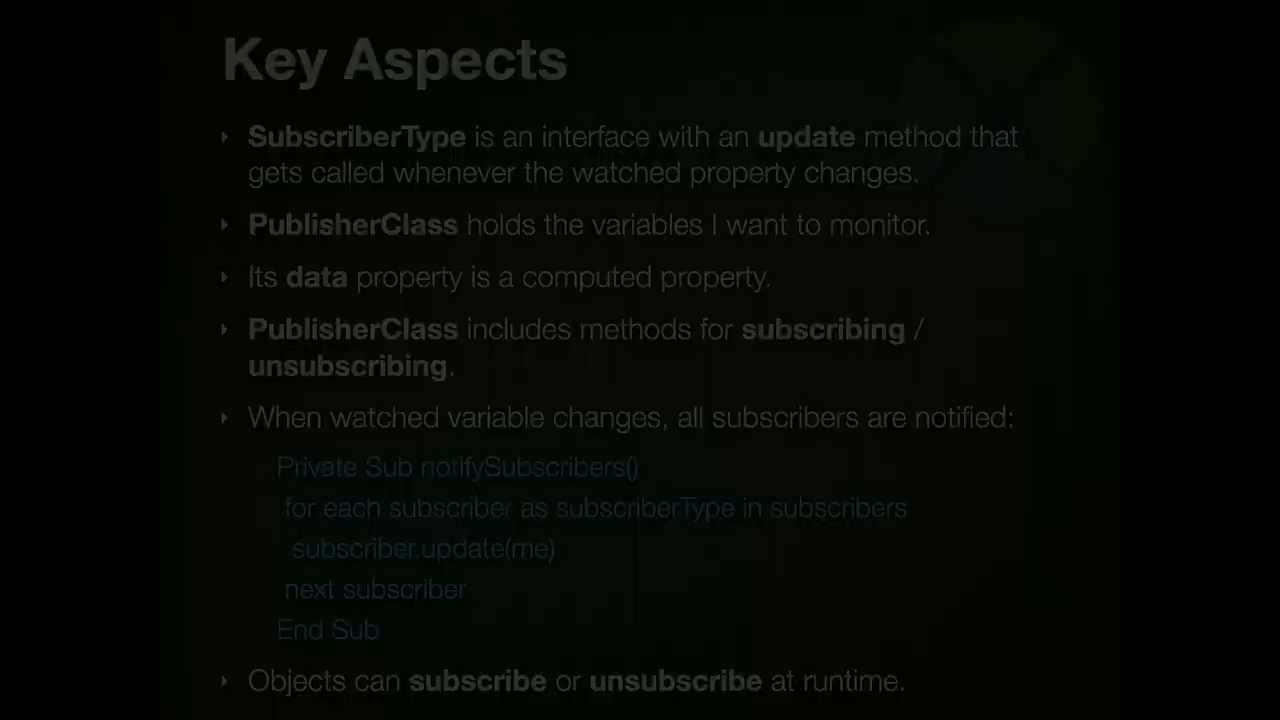 Key Aspects
‣ SubscriberType is an interface with an update method that
gets called whenever the watched property changes.
‣ PublisherClass holds the variables I want to monitor.
‣ Its data property is a computed property.
‣ PublisherClass includes methods for subscribing /
unsubscribing.
‣ When watched variable changes, all subscribers are notified:
Private Sub notifySubscribers()
for each subscriber as subscriberType in subscribers
subscriber.update(me)
next subscriber
End Sub
‣ Objects can subscribe or unsubscribe at runtime.